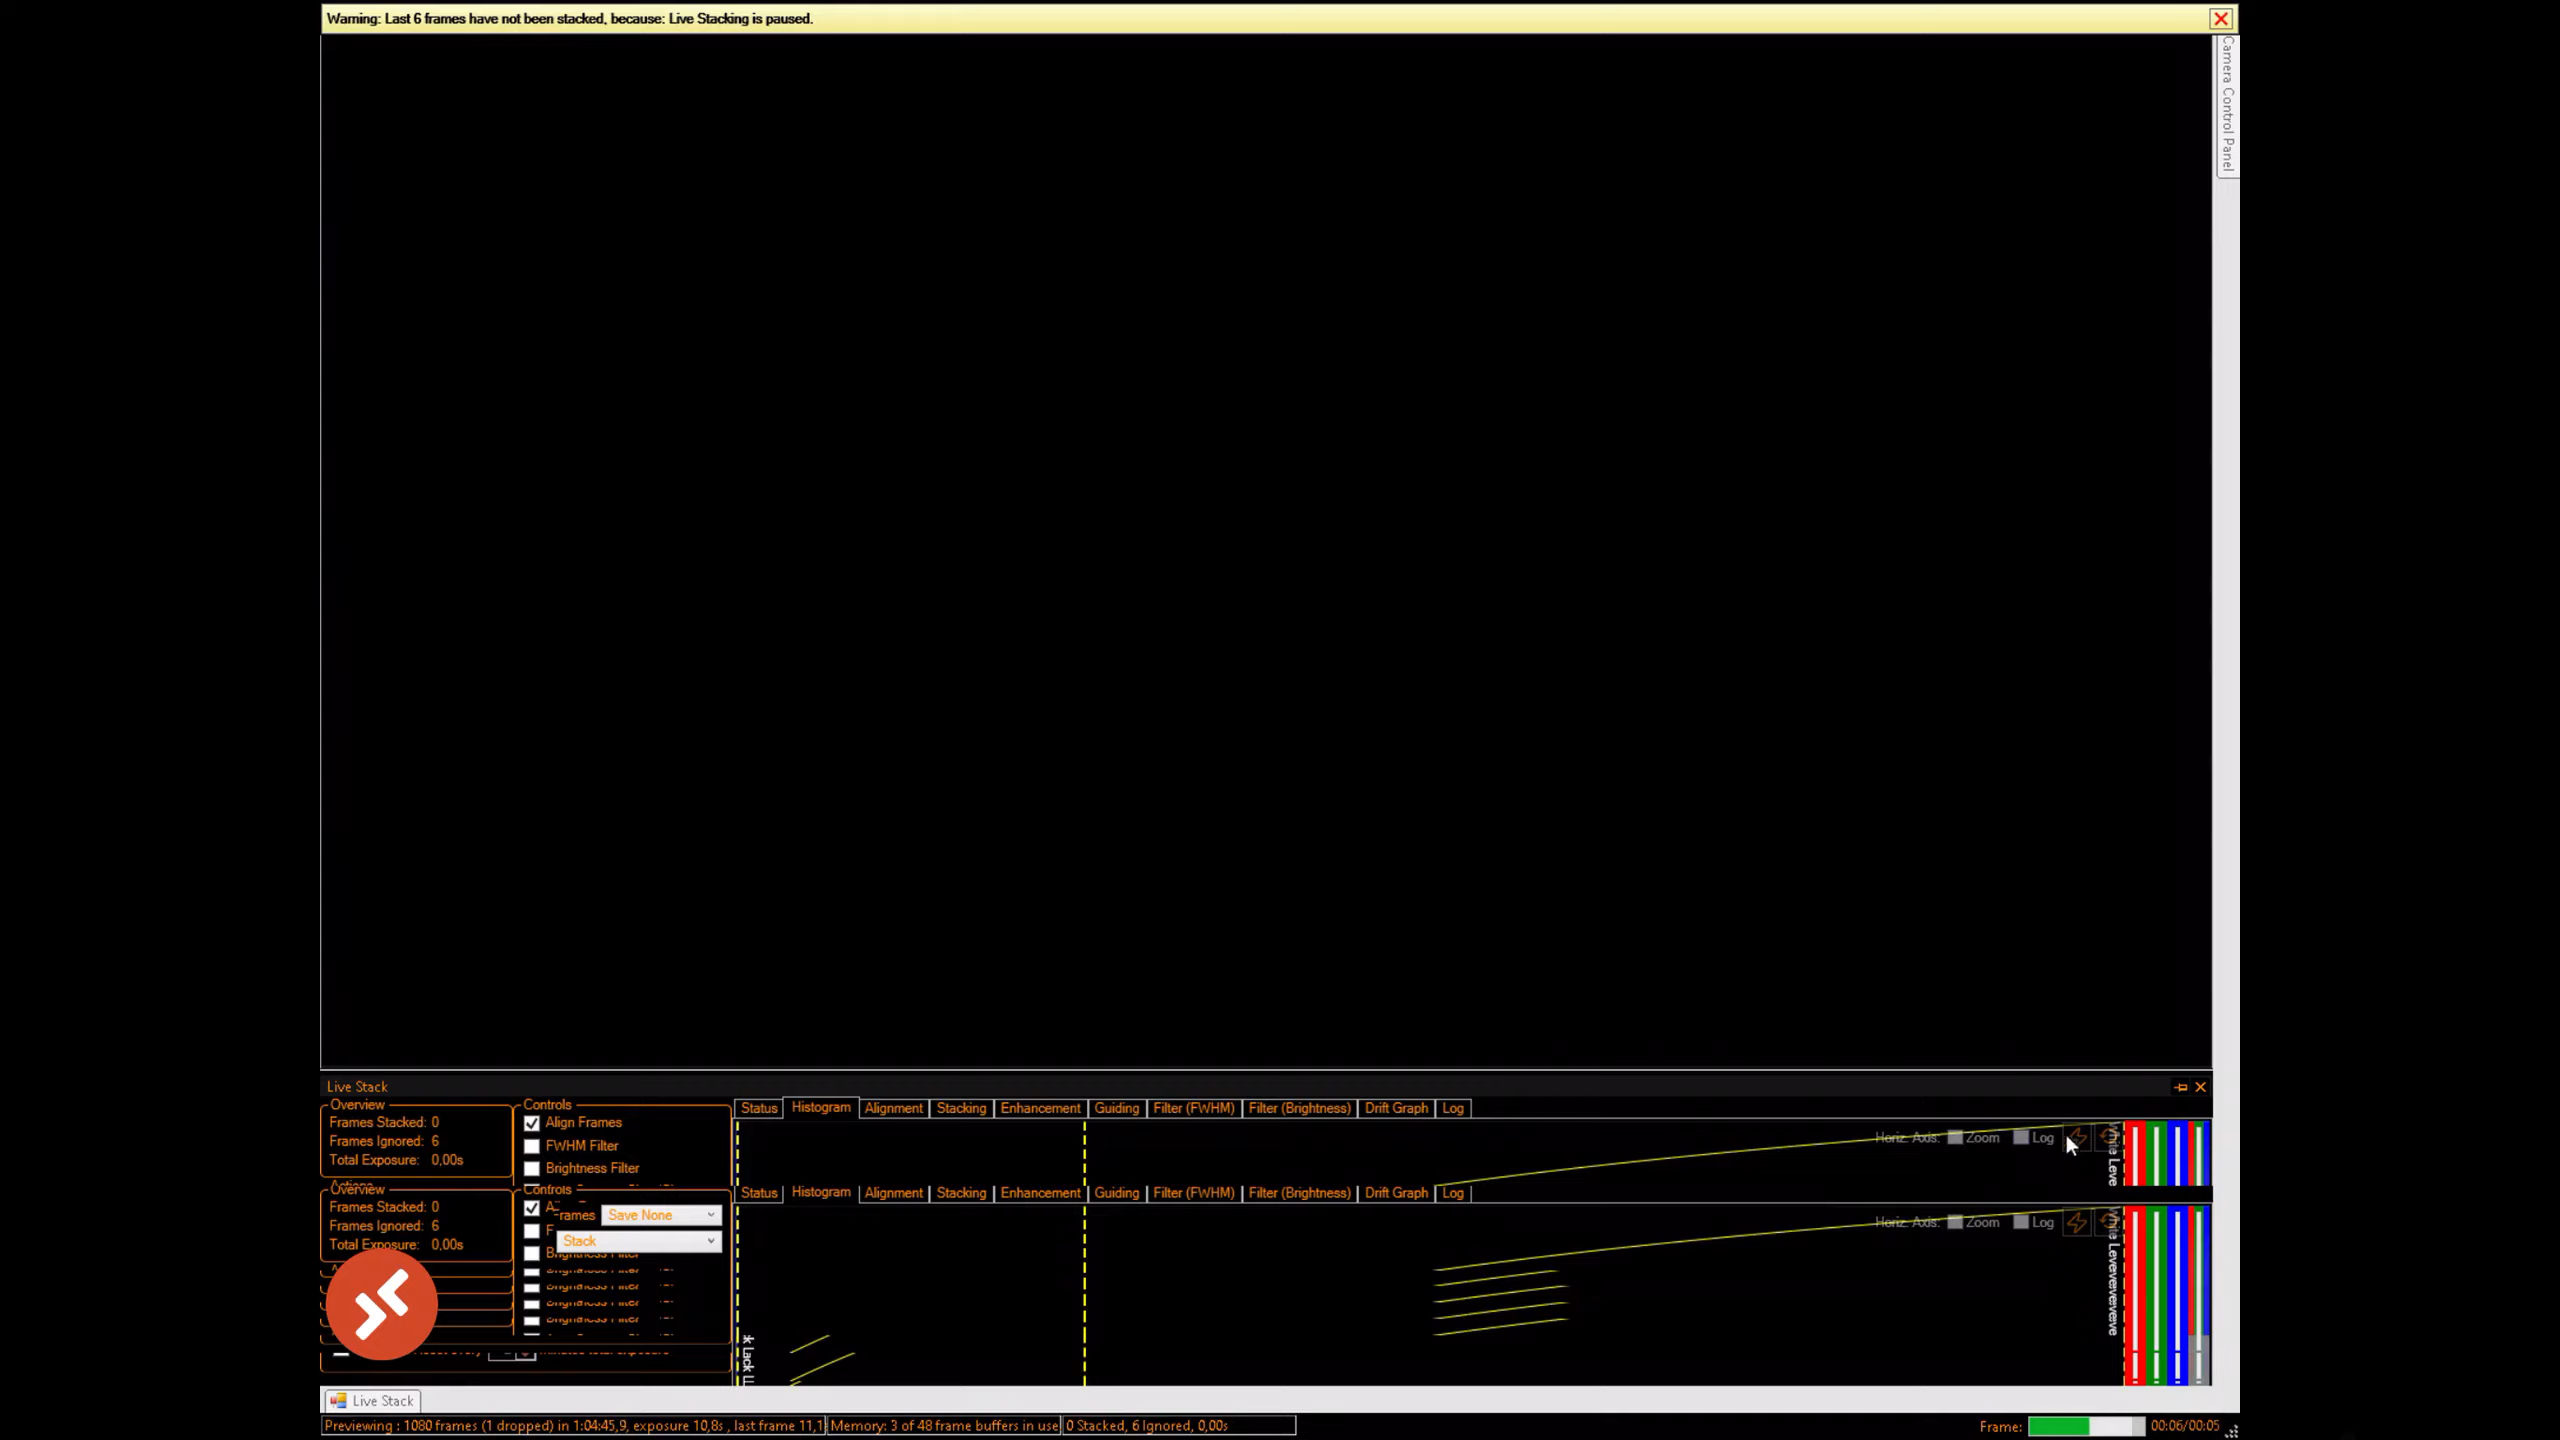 Warning: Last 6 frames have not been stacked, because: Live Stacking is paused.
Camera Control Panel
Live Stack
Overview
Frames Stacked: 0
Frames Ignored: 6
Total Exposure: 0,00s
Controls
Align Frames
FWHM Filter
Brightness Filter
Status Histogram Alignment Stacking Enhancement Guiding Filter (FWHM) Filter (Brightness) Drift Graph Log
Horiz. Axis: Zoom Log
White Leve
Overview
Frames Stacked: 0
Frames Ignored: 6
Total Exposure: 0,00s
Controls
Frames Save None
Stack
Brightness Filter
Status Histogram Alignment Stacking Enhancement Guiding Filter (FWHM) Filter (Brightness) Drift Graph Log
Horiz. Axis: Zoom Log
Live Stack
Previewing : 1080 frames (1 dropped) in 1:04:45,9, exposure 10,8s , last frame 11,1 Memory: 3 of 48 frame buffers in use 0 Stacked, 6 Ignored, 0,00s
Frame: 00:06/00:05